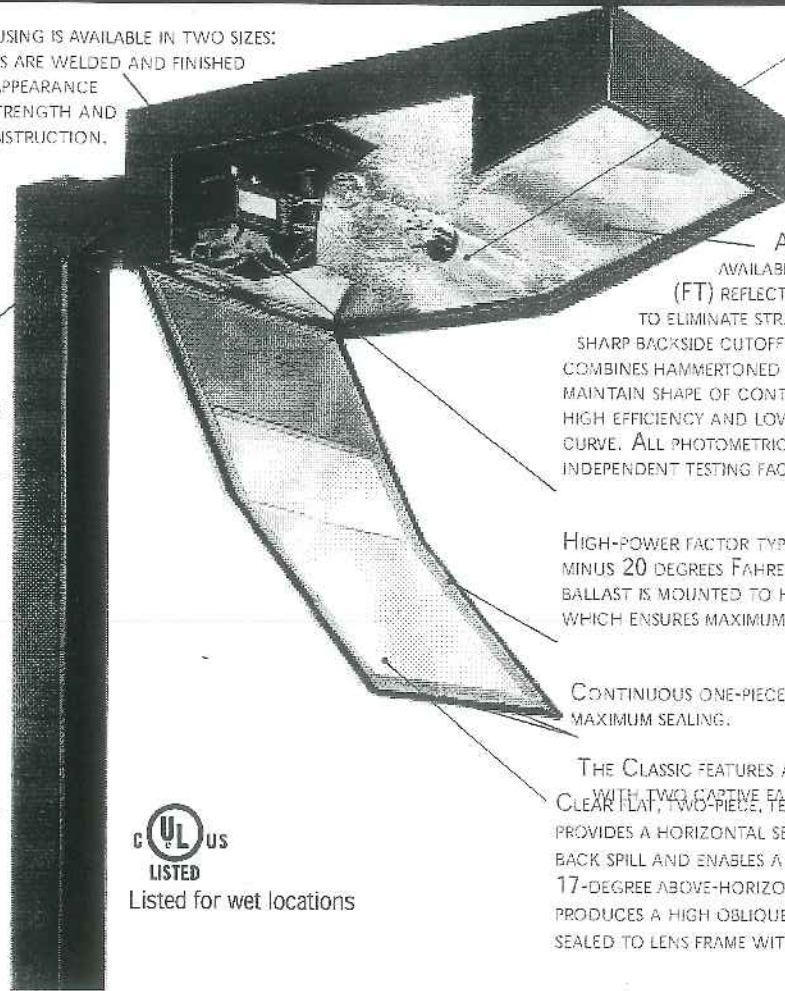 USING IS AVAILABLE IN TWO SIZES:
S ARE WELDED AND FINISHED
APPEARANCE
TRENGTH AND
NSTRUCTION.
A
AVAILABL
(FT) REFLECT
TO ELIMINATE STR
SHARP BACKSIDE CUTOFF
COMBINES HAMMERTONED
MAINTAIN SHAPE OF CONT
HIGH EFFICIENCY AND LOV
CURVE. ALL PHOTOMETRIC
INDEPENDENT TESTING FAC
HIGH-POWER FACTOR TYP
MINUS 20 DEGREES FAHRE
BALLAST IS MOUNTED TO H
WHICH ENSURES MAXIMUM
CONTINUOUS ONE-PIECE
MAXIMUM SEALING.
THE CLASSIC FEATURES A
WITH TWO CAPTIVE FA
CLEAR FLAT, TWO-PIECE, TE
PROVIDES A HORIZONTAL SE
BACK SPILL AND ENABLES A
17-DEGREE ABOVE-HORIZO
PRODUCES A HIGH OBLIQUE
SEALED TO LENS FRAME WIT
C UL US
LISTED
Listed for wet locations